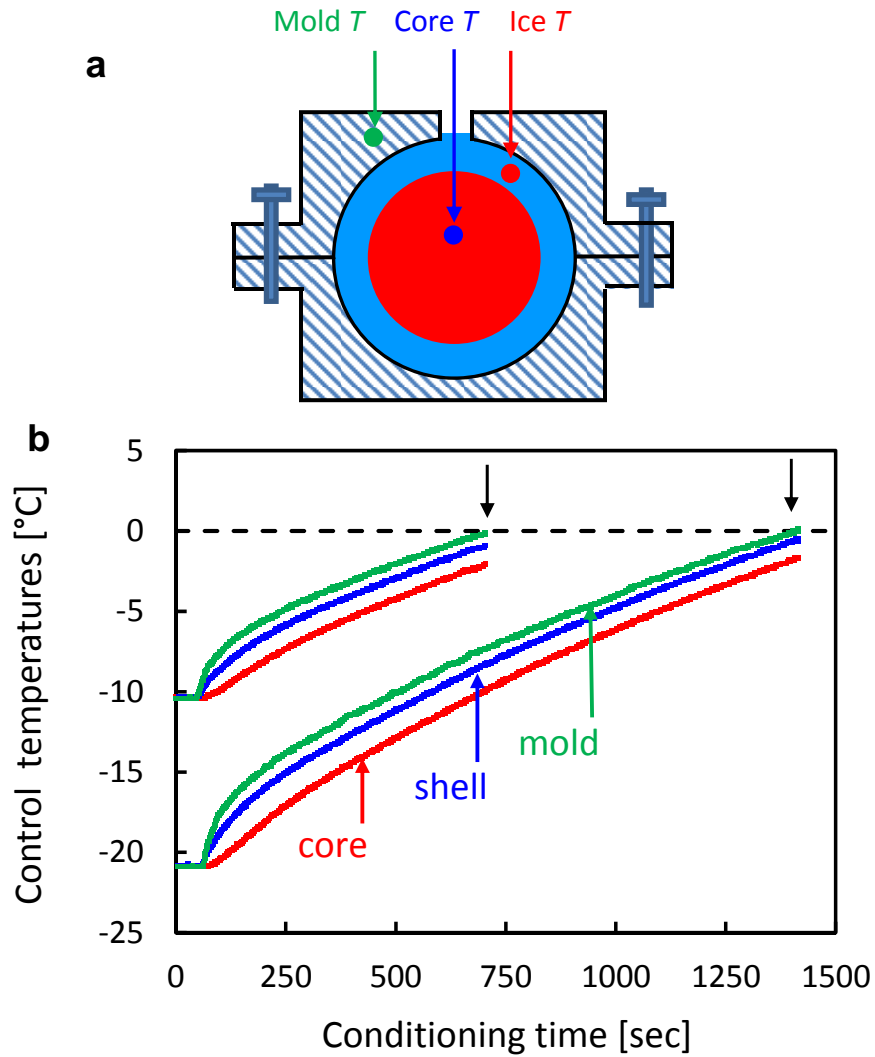 Mold T Core T Ice T
a
b
5
0
-5
-10
-15
-20
-25
Control temperatures [°C]
mold
shell
core
0 250 500 750 1000 1250 1500
Conditioning time [sec]